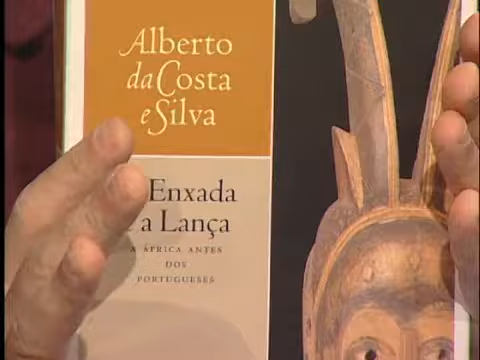 Alberto
da Costa
e Silva
Enxada
e a Lança
A ÁFRICA ANTES
DOS
PORTUGUESES